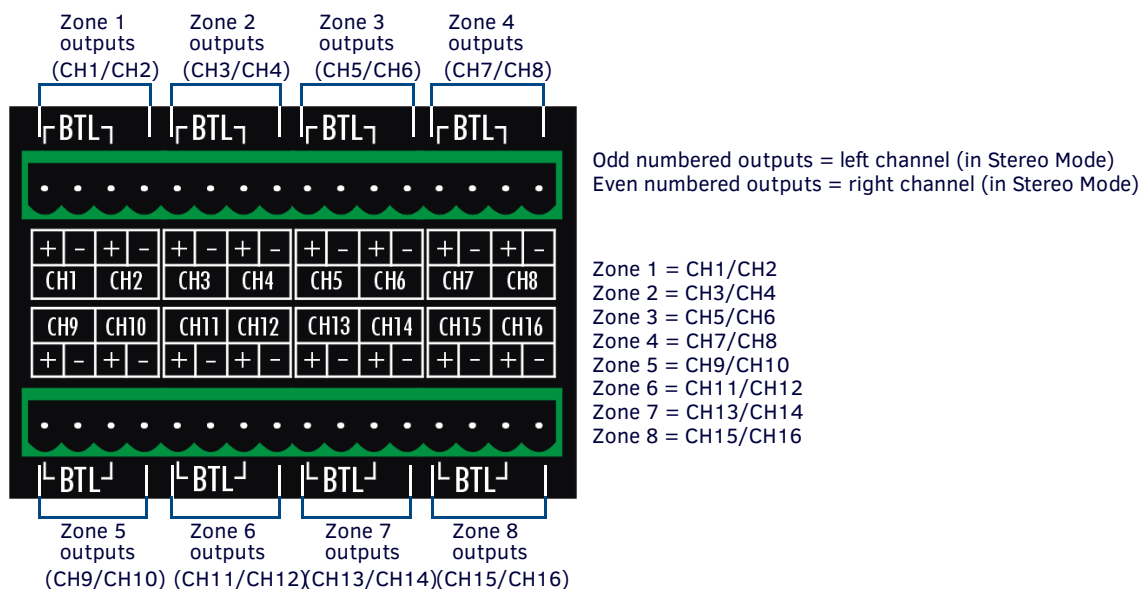 Zone 1 Zone 2 Zone 3 Zone 4
outputs outputs outputs outputs
(CH1/CH2) (CH3/CH4) (CH5/CH6) (CH7/CH8)
BTL BTL BTL BTL
Odd numbered outputs = left channel (in Stereo Mode)
Even numbered outputs = right channel (in Stereo Mode)
+ - + - + - + - + - + - + - + -
CH1 CH2 CH3 CH4 CH5 CH6 CH7 CH8
CH9 CH10 CH11 CH12 CH13 CH14 CH15 CH16
+ - + - + - + - + - + - + - + -
Zone 1 = CH1/CH2
Zone 2 = CH3/CH4
Zone 3 = CH5/CH6
Zone 4 = CH7/CH8
Zone 5 = CH9/CH10
Zone 6 = CH11/CH12
Zone 7 = CH13/CH14
Zone 8 = CH15/CH16
BTL BTL BTL BTL
Zone 5 Zone 6 Zone 7 Zone 8
outputs outputs outputs outputs
(CH9/CH10) (CH11/CH12)(CH13/CH14)(CH15/CH16)